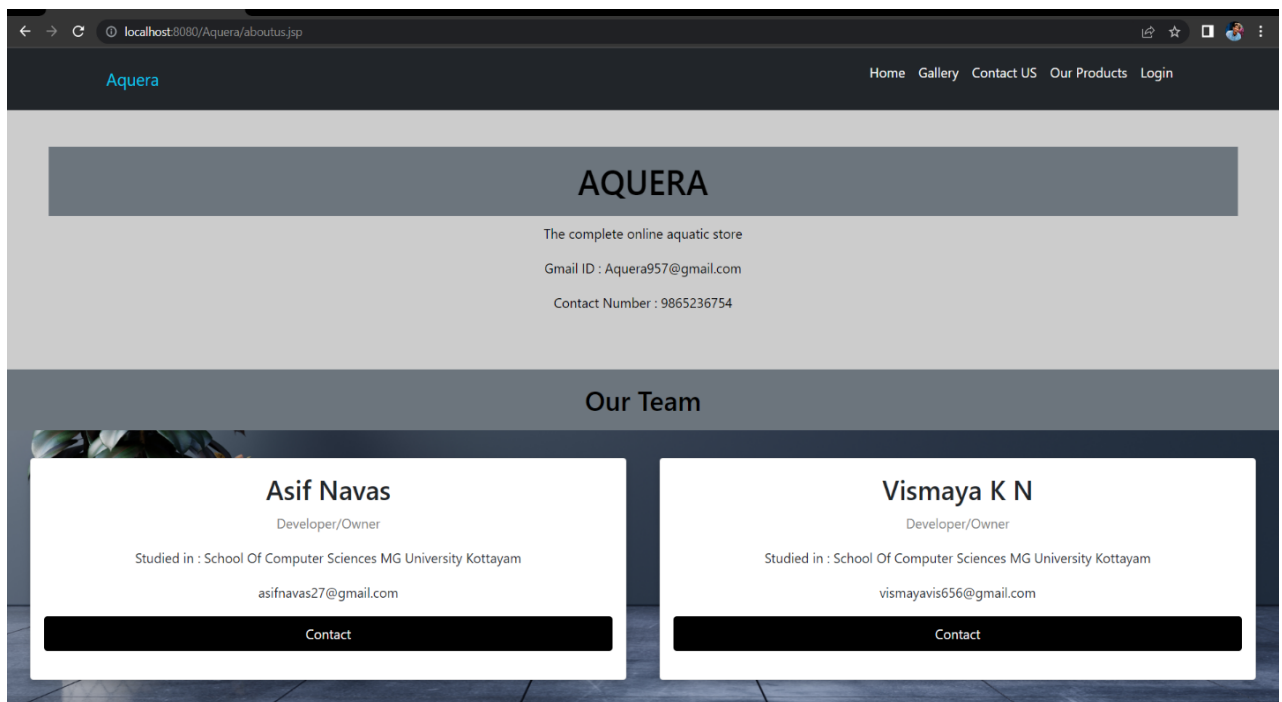 localhost:8080/Aquera/aboutus.jsp
Aquera
Home Gallery Contact US Our Products Login
AQUERA
The complete online aquatic store
Gmail ID : Aquera957@gmail.com
Contact Number : 9865236754
Our Team
Asif Navas
Developer/Owner
Studied in : School Of Computer Sciences MG University Kottayam
asifnavas27@gmail.com
Contact
Vismaya K N
Developer/Owner
Studied in : School Of Computer Sciences MG University Kottayam
vismayavis656@gmail.com
Contact